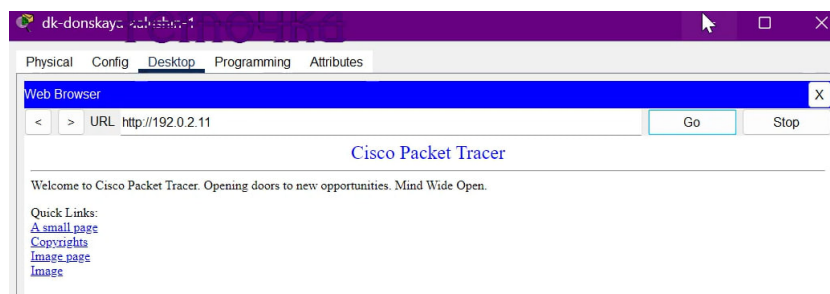 dk-donskaya
Physical Config Desktop Programming Attributes
Web Browser X
< > URL http://192.0.2.11 Go Stop
Cisco Packet Tracer
Welcome to Cisco Packet Tracer. Opening doors to new opportunities. Mind Wide Open.
Quick Links:
A small page
Copyrights
Image page
Image